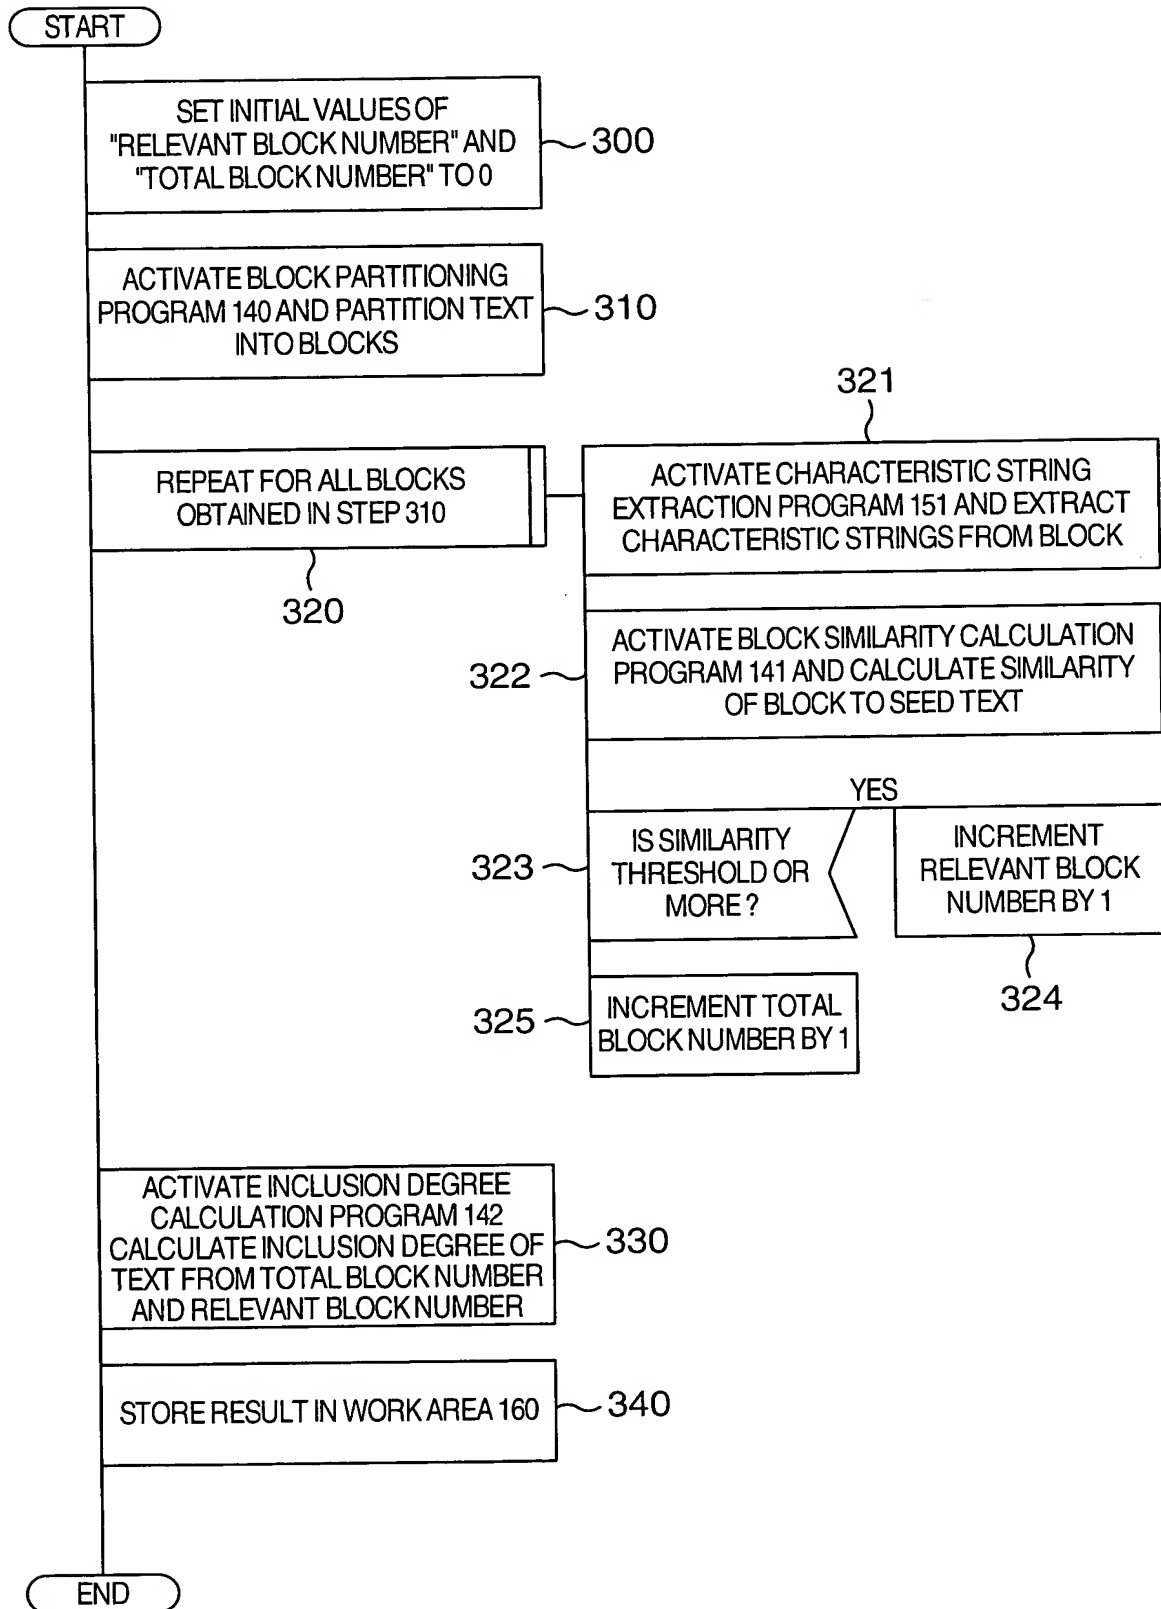 START
SET INITIAL VALUES OF
"RELEVANT BLOCK NUMBER" AND
"TOTAL BLOCK NUMBER" TO 0
300
ACTIVATE BLOCK PARTITIONING
PROGRAM 140 AND PARTITION TEXT
INTO BLOCKS
310
REPEAT FOR ALL BLOCKS
OBTAINED IN STEP 310
320
321
ACTIVATE CHARACTERISTIC STRING
EXTRACTION PROGRAM 151 AND EXTRACT
CHARACTERISTIC STRINGS FROM BLOCK
322
ACTIVATE BLOCK SIMILARITY CALCULATION
PROGRAM 141 AND CALCULATE SIMILARITY
OF BLOCK TO SEED TEXT
323
IS SIMILARITY
THRESHOLD OR
MORE ?
YES
INCREMENT
RELEVANT BLOCK
NUMBER BY 1
324
325
INCREMENT TOTAL
BLOCK NUMBER BY 1
ACTIVATE INCLUSION DEGREE
CALCULATION PROGRAM 142
CALCULATE INCLUSION DEGREE OF
TEXT FROM TOTAL BLOCK NUMBER
AND RELEVANT BLOCK NUMBER
330
STORE RESULT IN WORK AREA 160
340
END